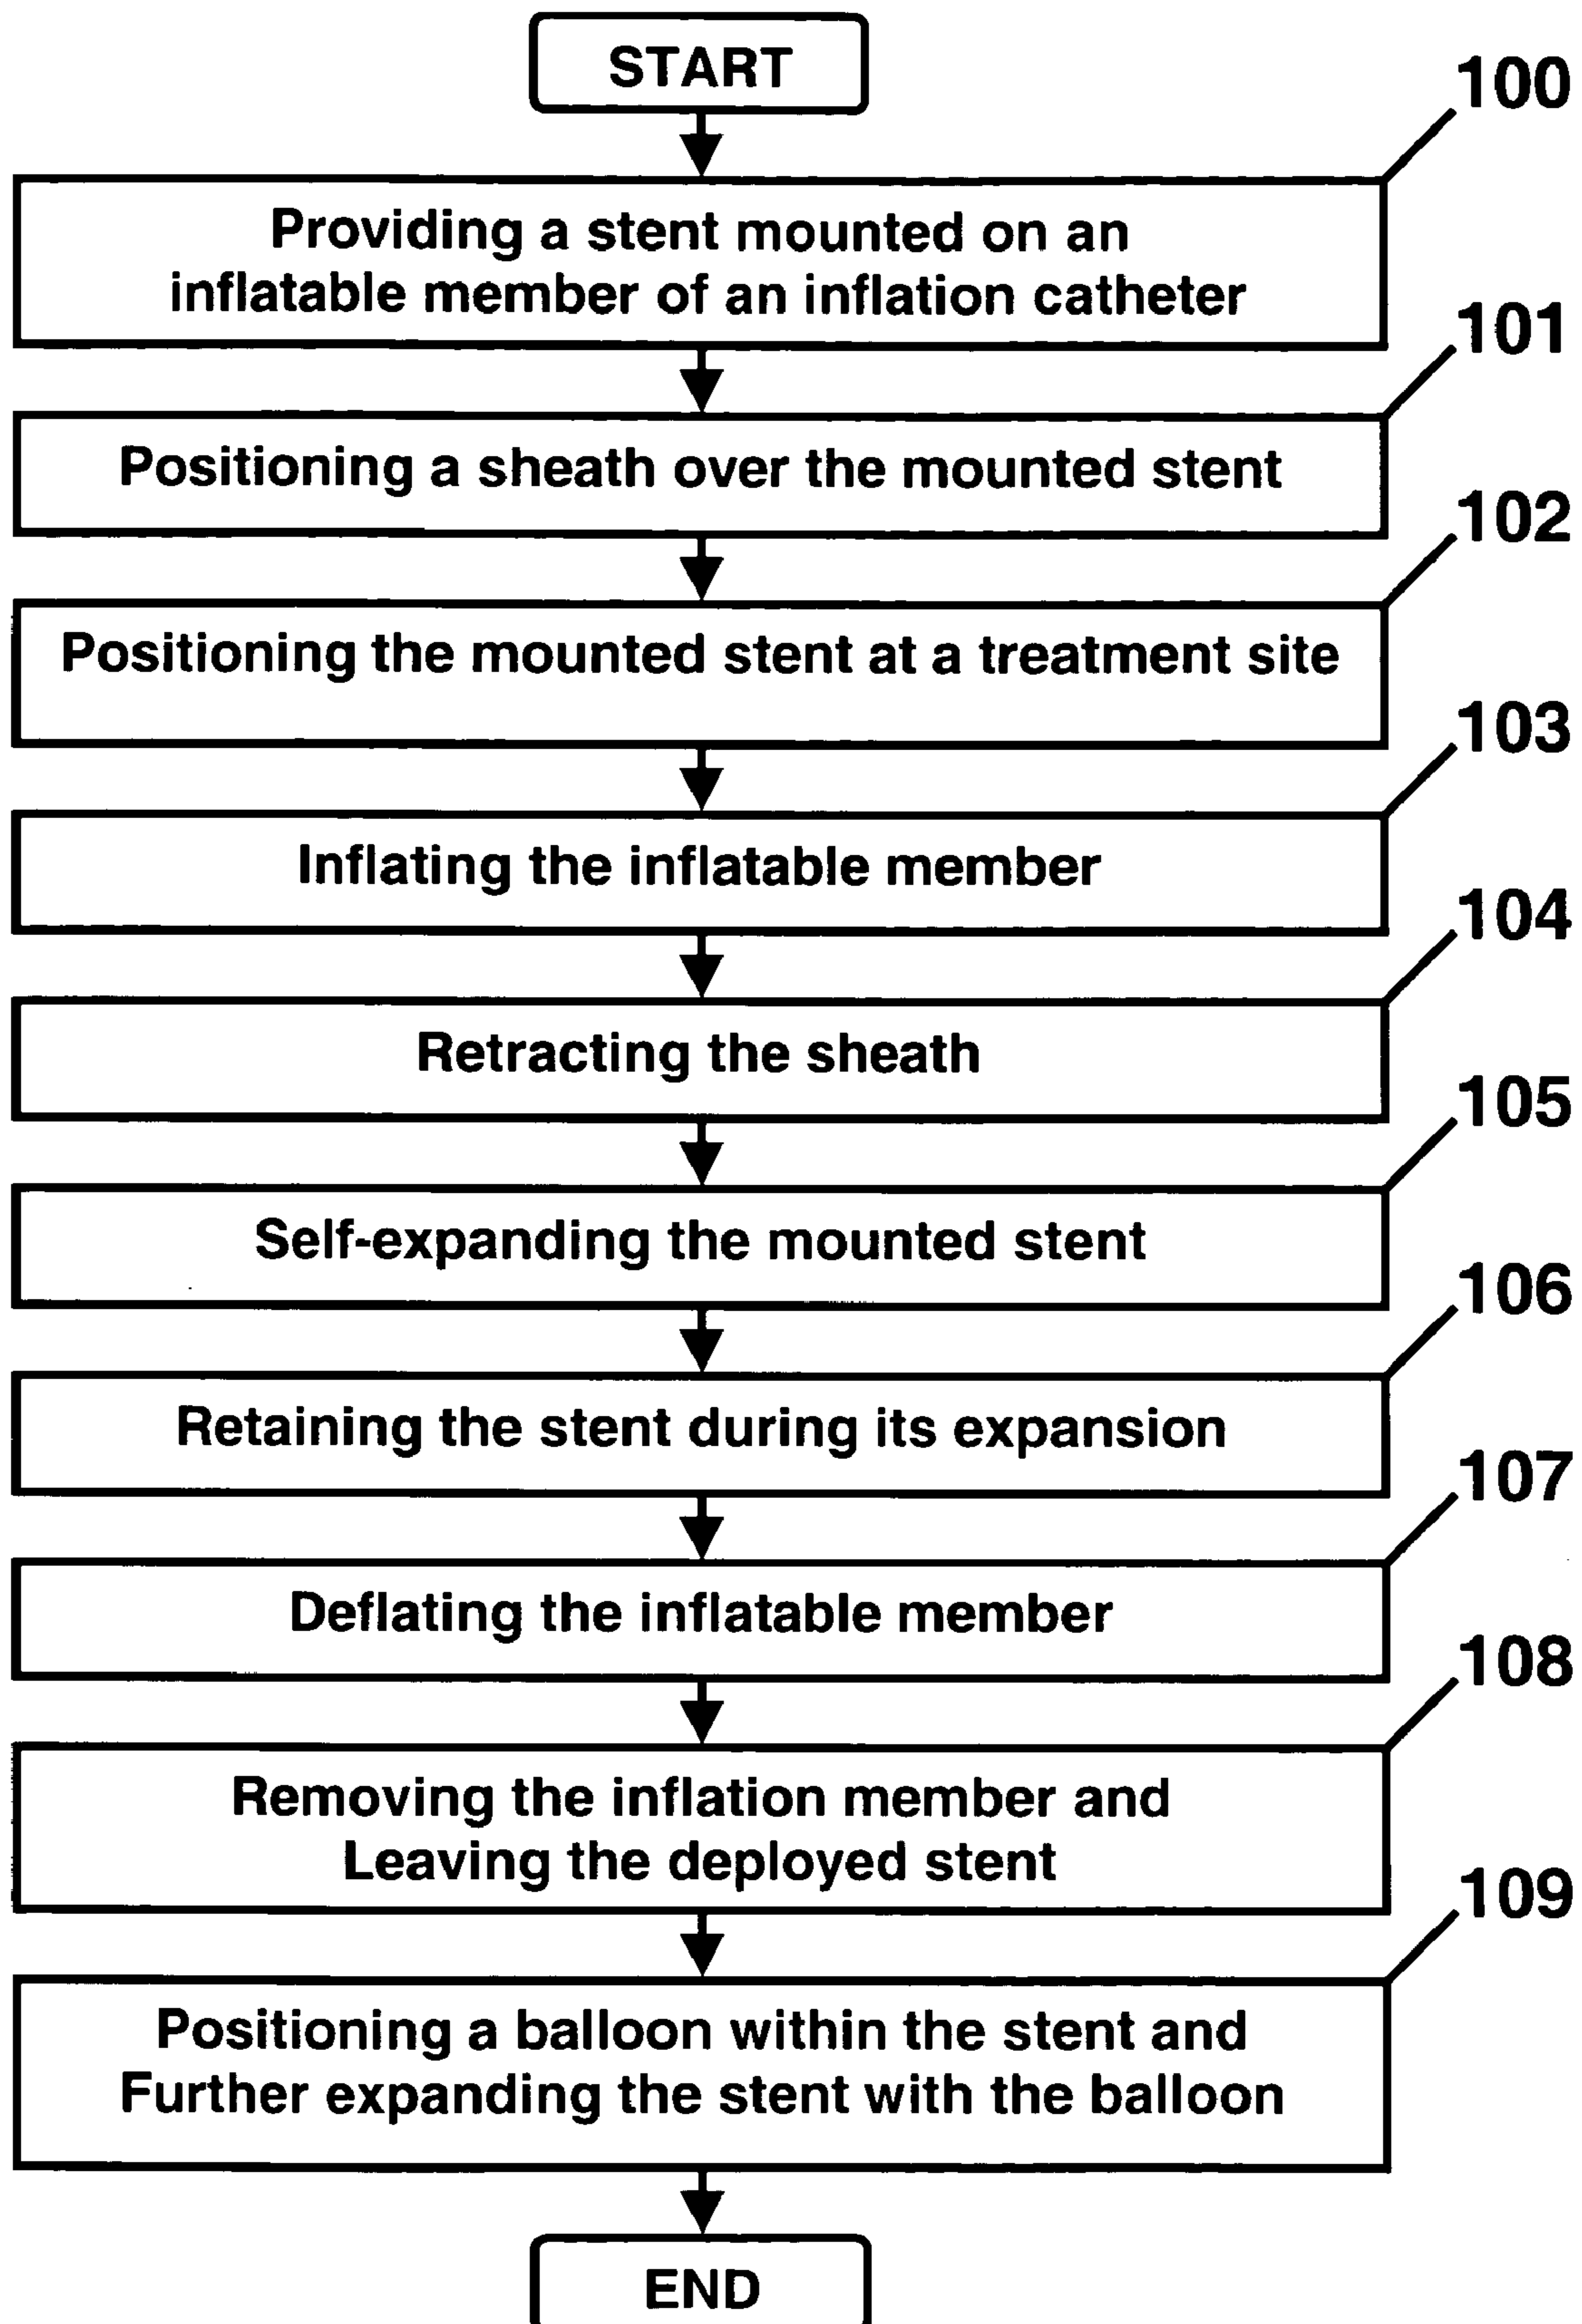 START
100
Providing a stent mounted on an
inflatable member of an inflation catheter
101
Positioning a sheath over the mounted stent
102
Positioning the mounted stent at a treatment site
103
Inflating the inflatable member
104
Retracting the sheath
105
Self-expanding the mounted stent
106
Retaining the stent during its expansion
107
Deflating the inflatable member
108
Removing the inflation member and
Leaving the deployed stent
109
Positioning a balloon within the stent and
Further expanding the stent with the balloon
END